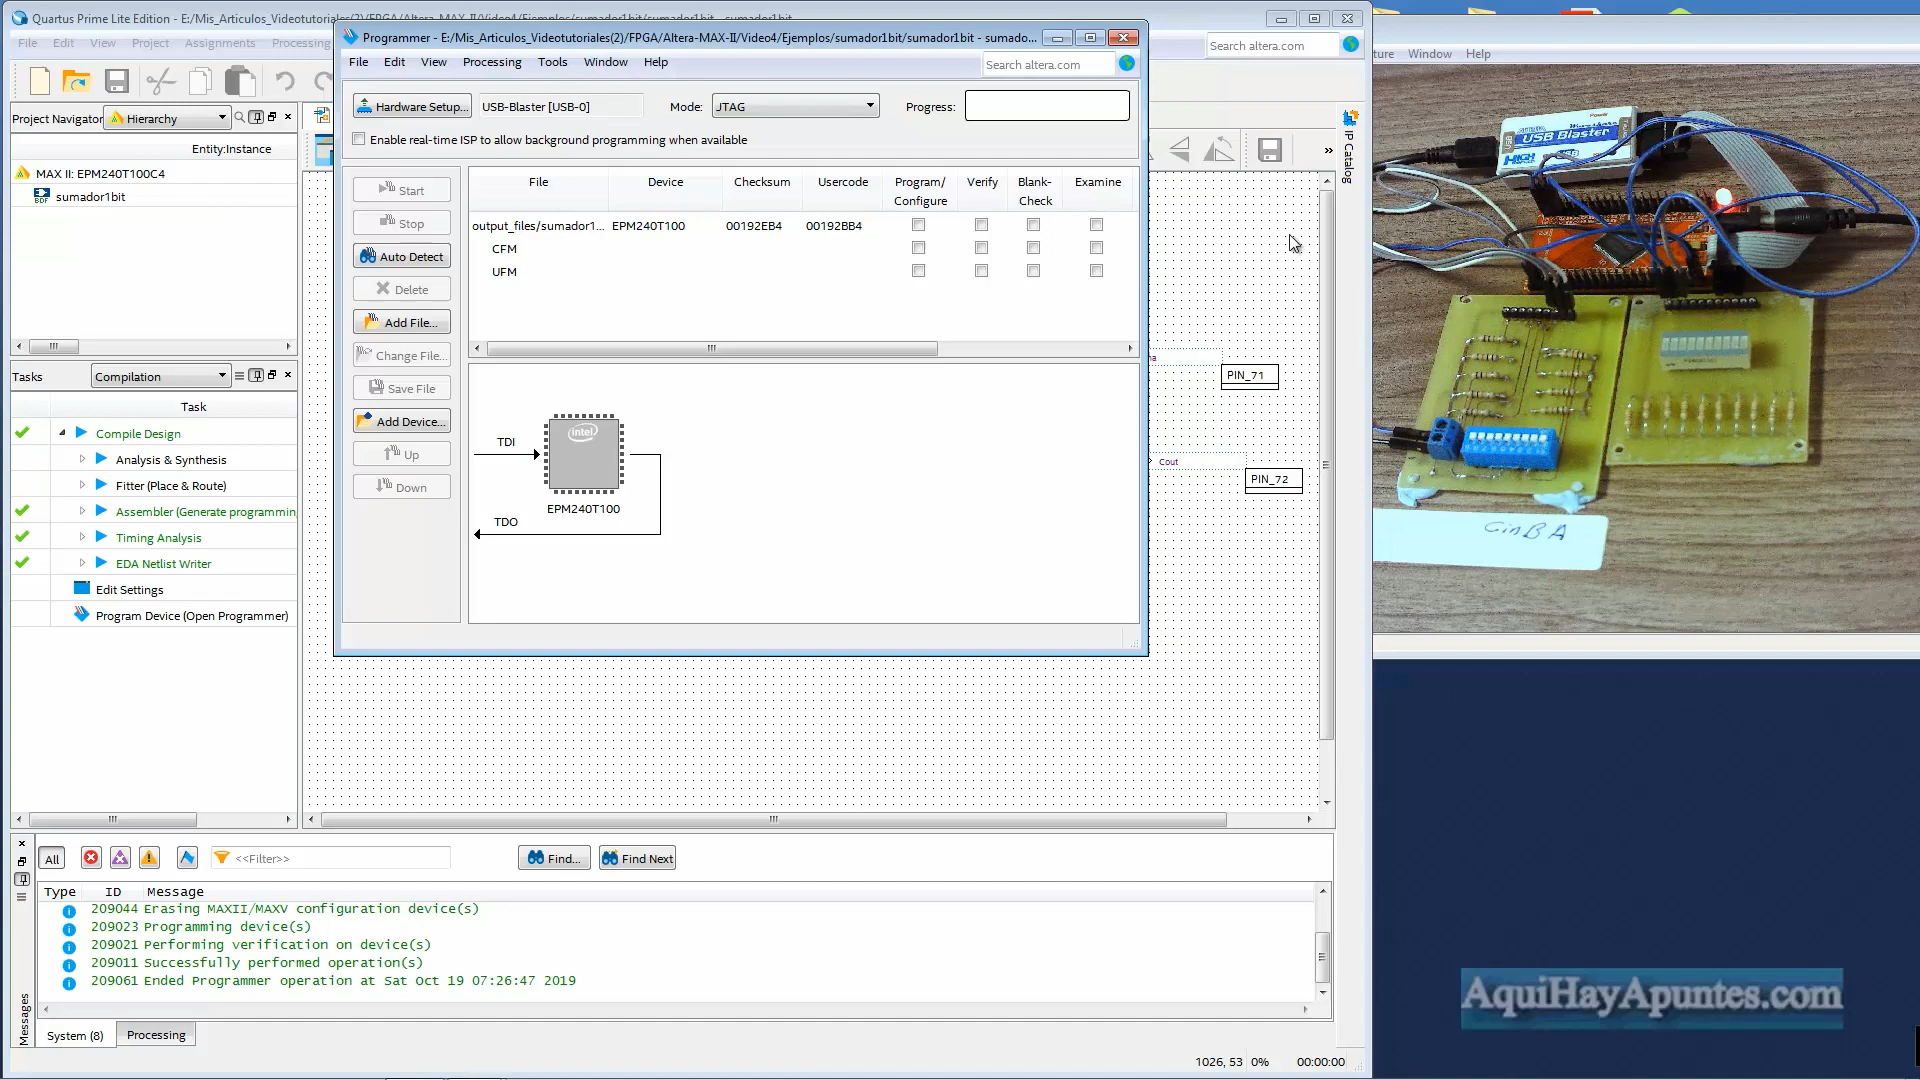 Quartus Prime Lite Edition - E:/Mis_Articulos_Videotutoriales(2)/FPGA/Altera-MAX-II/Video4/Ejemplos/sumador1bit/sumador1bit - sumador1bit
File Edit View Project Assignments Processing
Search altera.com
Programmer - E:/Mis_Articulos_Videotutoriales(2)/FPGA/Altera-MAX-II/Video4/Ejemplos/sumador1bit/sumador1bit - sumado...
File Edit View Processing Tools Window Help
Search altera.com
Hardware Setup... USB-Blaster [USB-0] Mode: JTAG Progress:
Enable real-time ISP to allow background programming when available
Start
Stop
Auto Detect
Delete
Add File...
Change File...
Save File
Add Device...
Up
Down
File Device Checksum Usercode Program/ Configure Verify Blank- Check Examine
output_files/sumador1... EPM240T100 00192EB4 00192BB4
CFM
UFM
TDI
intel
EPM240T100
TDO
Project Navigator Hierarchy
Entity:Instance
MAX II: EPM240T100C4
sumador1bit
Tasks Compilation
Task
Compile Design
Analysis & Synthesis
Fitter (Place & Route)
Assembler (Generate programmin
Timing Analysis
EDA Netlist Writer
Edit Settings
Program Device (Open Programmer)
IP Catalog
PIN_71
Cout
PIN_72
ture Window Help
USB Blaster
Cin B A
All <<Filter>> Find... Find Next
Type ID Message
209044 Erasing MAXII/MAXV configuration device(s)
209023 Programming device(s)
209021 Performing verification on device(s)
209011 Successfully performed operation(s)
209061 Ended Programmer operation at Sat Oct 19 07:26:47 2019
Messages
System (8) Processing
1026, 53 0% 00:00:00
AquiHayApuntes.com